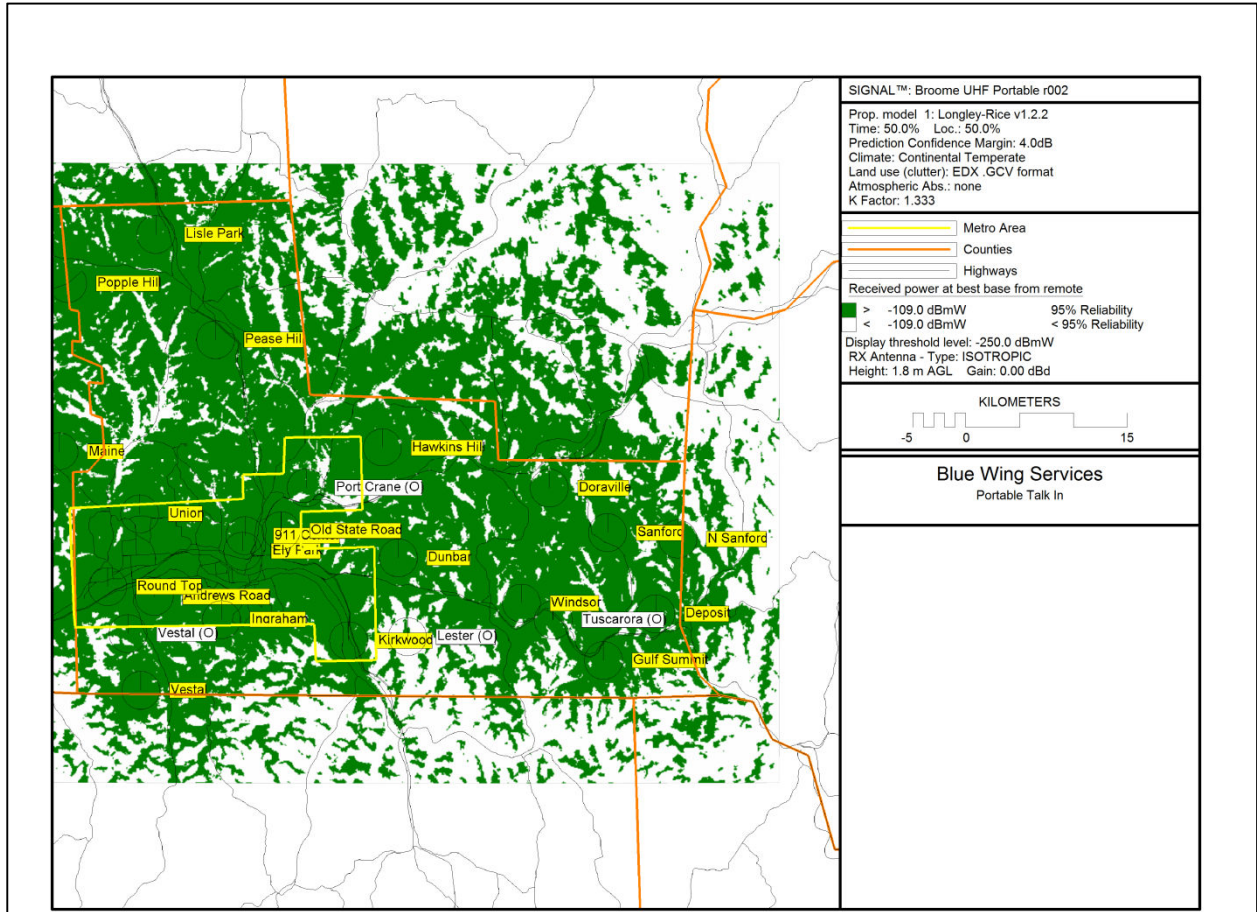 SIGNAL™: Broome UHF Portable r002
Prop. model 1: Longley-Rice v1.2.2
Time: 50.0% Loc.: 50.0%
Prediction Confidence Margin: 4.0dB
Climate: Continental Temperate
Land use (clutter): EDX .GCV format
Atmospheric Abs.: none
K Factor: 1.333
Metro Area
Counties
Highways
Received power at best base from remote
> -109.0 dBmW 95% Reliability
< -109.0 dBmW < 95% Reliability
Display threshold level: -250.0 dBmW
RX Antenna - Type: ISOTROPIC
Height: 1.8 m AGL Gain: 0.00 dBd
KILOMETERS
-5 0 15
Blue Wing Services
Portable Talk In
Lisle Park
Popple Hil
Pease Hil
Maine
Hawkins Hil
Port Crane (O
Doraville
Union
Old State Road
911
Sanford
N Sanford
Ely Park
Dunbar
Round Top
Andrews Road
Windsor
Deposit
Ingraham
Tuscarora (O)
Vestal (O)
Kirkwood
Lester (O)
Gulf Summit
Vesta